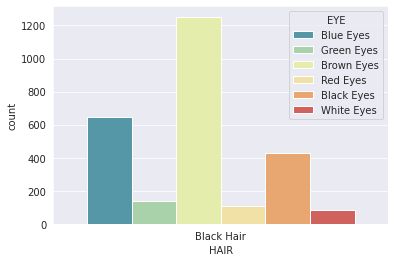 EYE
Blue Eyes
Green Eyes
Brown Eyes
Red Eyes
Black Eyes
White Eyes
1200
1000
800
600
400
200
0
count
Black Hair
HAIR